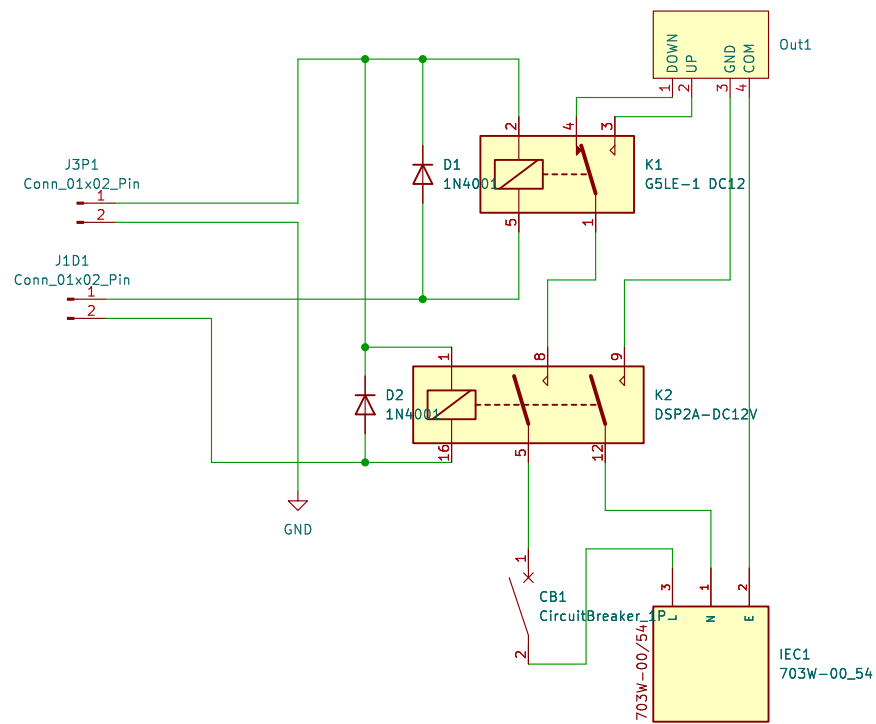 Out1
DOWN
UP
GND
COM
1
2
3
4
2
4
3
D1
1N4001
K1
G5LE-1 DC12
5
1
J3P1
Conn_01x02_Pin
1
2
J1D1
Conn_01x02_Pin
1
2
1
8
9
D2
1N4001
K2
DSP2A-DC12V
16
5
12
GND
1
CB1
CircuitBreaker_1P
2
3
1
2
L
N
E
703W-00/54
IEC1
703W-00_54